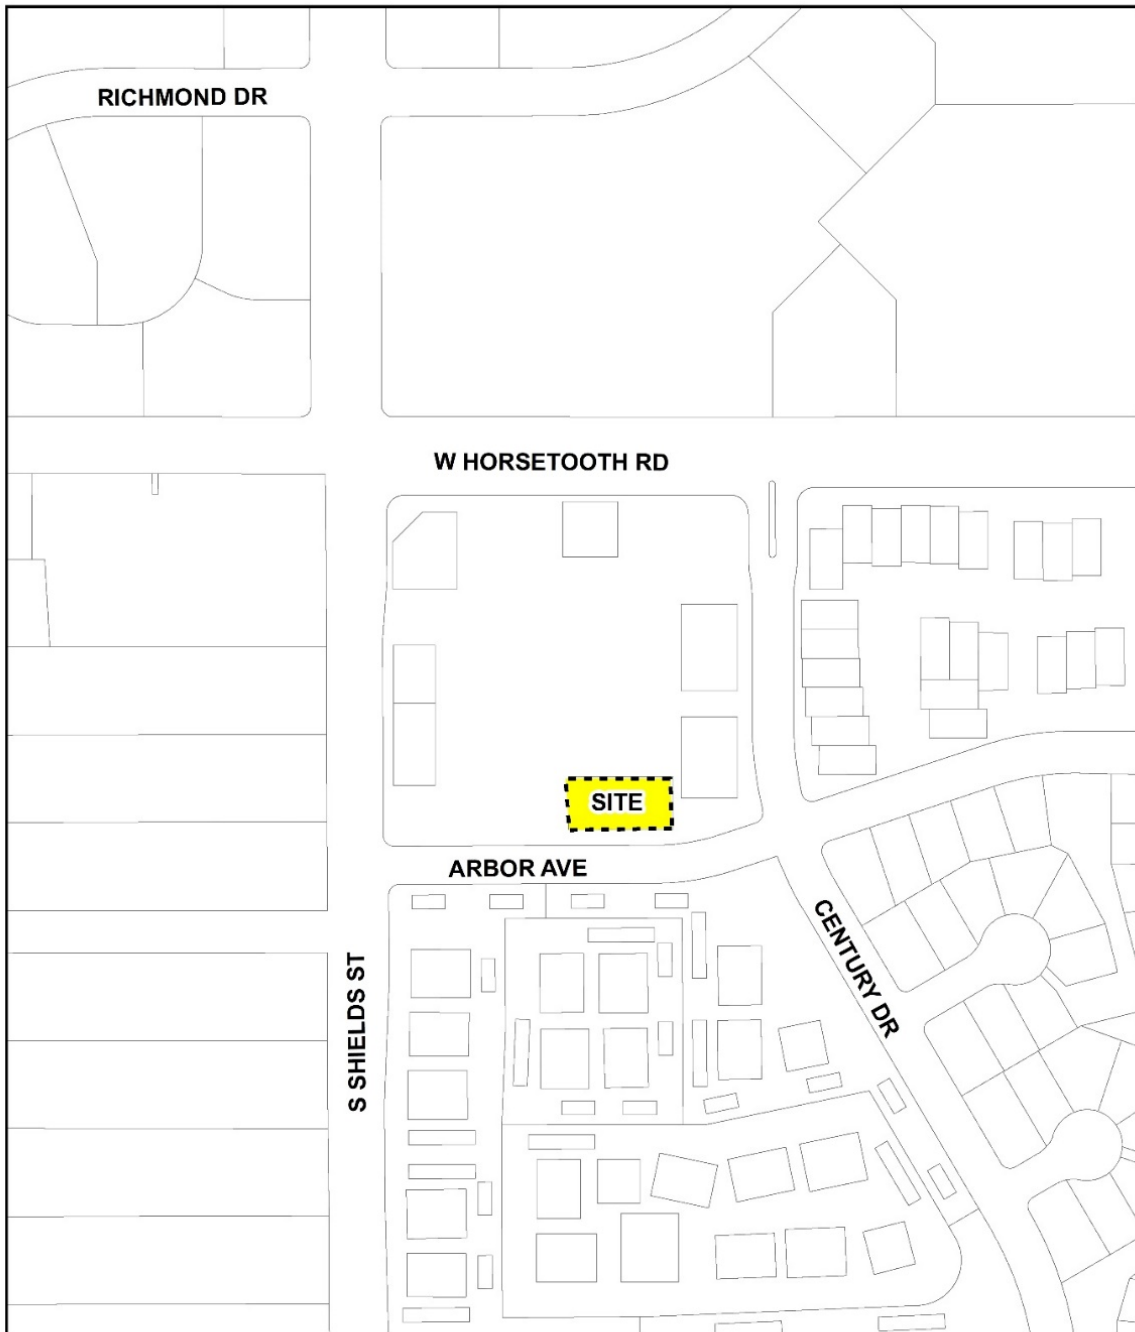 RICHMOND DR
W HORSETOOTH RD
SITE
ARBOR AVE
CENTURY DR
S SHIELDS ST